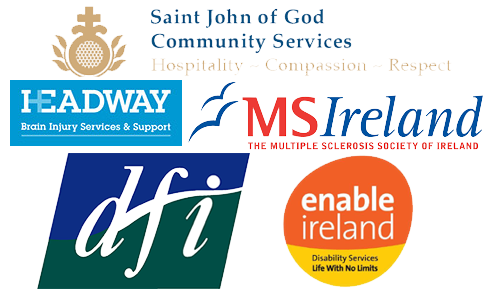 Saint John of God
Community Services
Hospitality – Compassion – Respect
HEADWAY
Brain Injury Services & Support
MSIreland
THE MULTIPLE SCLEROSIS SOCIETY OF IRELAND
dfi
enable
ireland
Disability Services
Life With No Limits